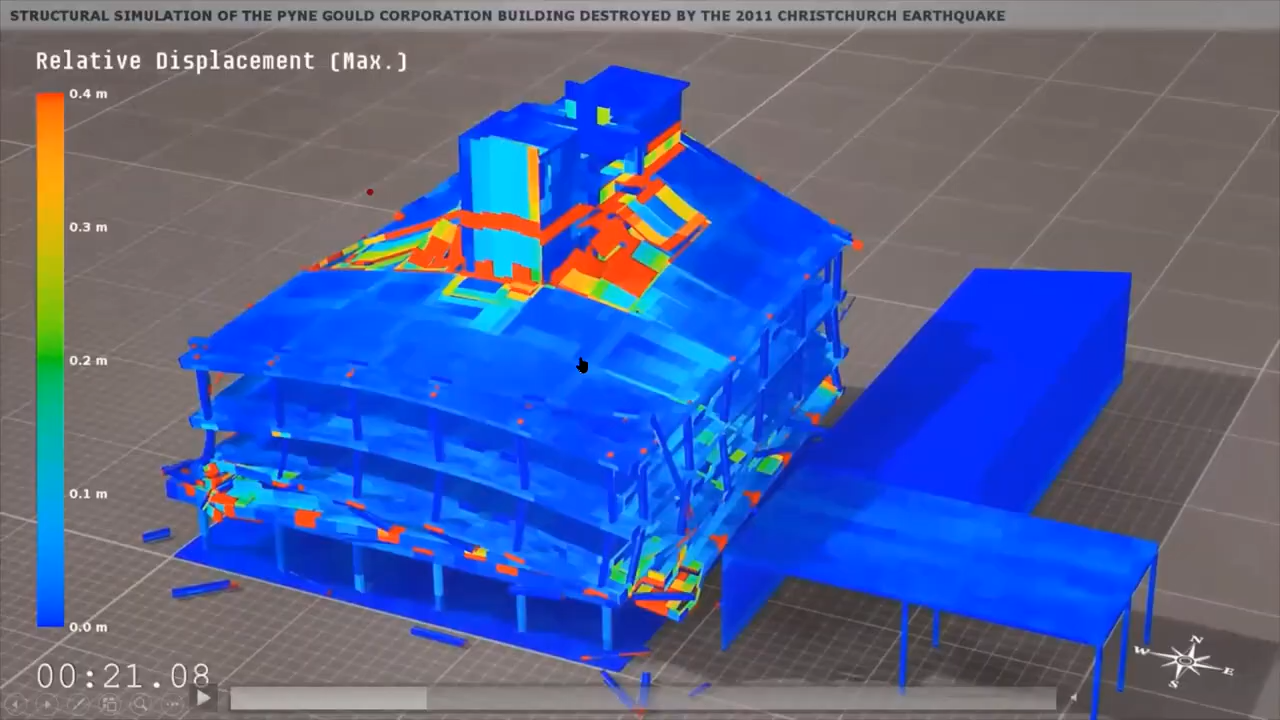 STRUCTURAL SIMULATION OF THE PYNE GOULD CORPORATION BUILDING DESTROYED BY THE 2011 CHRISTCHURCH EARTHQUAKE
Relative Displacement (Max.)
0.4 m
0.3 m
0.2 m
0.1 m
0.0 m
N
W
E
S
00:21.08